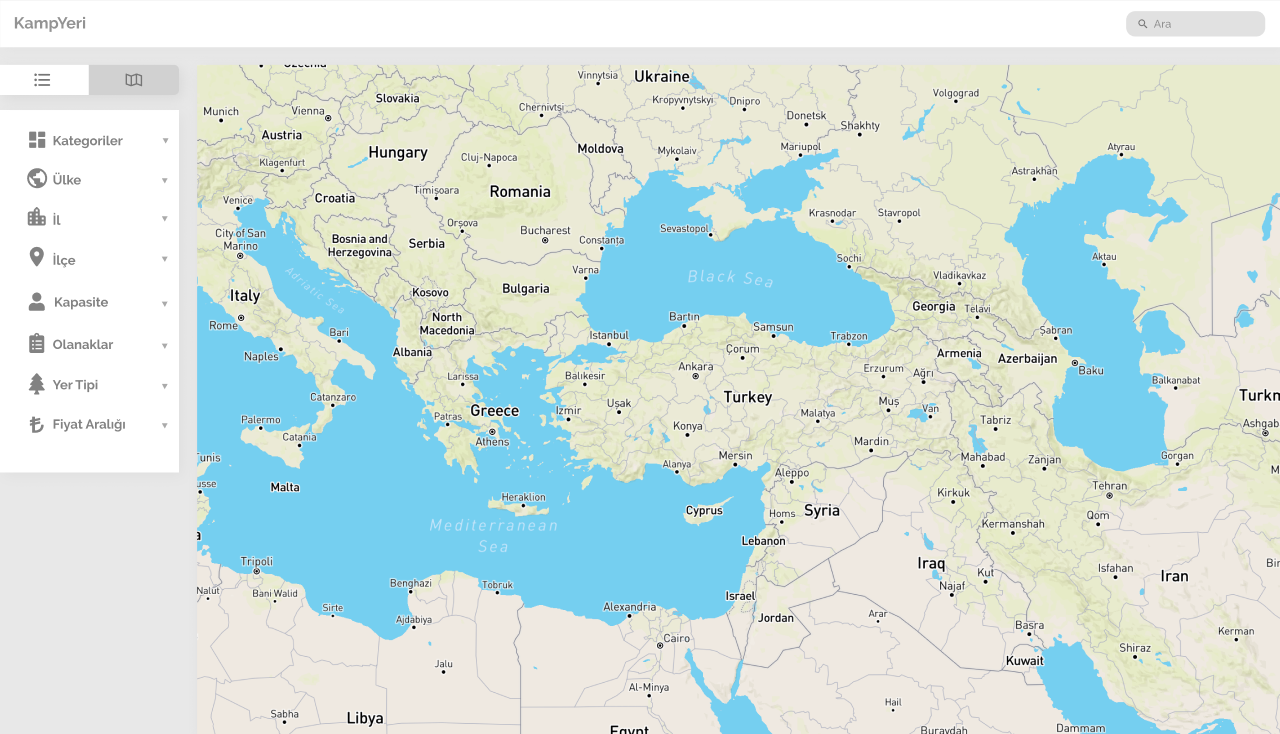 KampYeri
Ara
Kategoriler
Ülke
İl
İlçe
Kapasite
Olanaklar
Yer Tipi
Fiyat Aralığı
Ukraine
Vinnytsia
Volgograd
Slovakia
Kropyvnytskyi
Dnipro
Munich
Vienna
Chernivtsi
Donetsk
Shakhty
Austria
Hungary
Moldova
Mykolaiv
Mariupol
Atyrau
Klagenfurt
Cluj-Napoca
Astrakhan
Romania
Timișoara
Venice
Croatia
Krasnodar
Stavropol
Orșova
City of San
Marino
Bosnia and
Herzegovina
Serbia
Bucharest
Constanța
Sevastopol
Sochi
Aktau
Adriatic Sea
Varna
Black Sea
Vladikavkaz
Italy
Kosovo
Bulgaria
Georgia
Telavi
Rome
North
Macedonia
Bartın
Samsun
Bari
Istanbul
Trabzon
Şabran
Naples
Albania
Çorum
Armenia
Azerbaijan
Larissa
Balıkesir
Ankara
Erzurum
Ağrı
Baku
Balkanabat
Catanzaro
Turkey
Turkm
Palermo
Patras
Greece
Izmir
Uşak
Malatya
Muş
Van
Catania
Athens
Konya
Tabriz
Ashgab
Mardin
Tunis
Alanya
Mersin
Mahabad
Zanjan
Gorgan
Aleppo
usse
Malta
Heraklion
Tehran
Kirkuk
Cyprus
Homs
Syria
Qom
Mediterranean
Sea
Kermanshah
Lebanon
Tripoli
Iraq
Isfahan
Iran
Bir
Nalut
Bani Walid
Benghazi
Tobruk
Najaf
Kut
Sirte
Ajdabiya
Alexandria
Israel
Jordan
Arar
Basra
Kerman
Cairo
Shiraz
Jalu
Kuwait
Al-Minya
Sabha
Libya
Hail
Egypt
Buraydah
Dammam